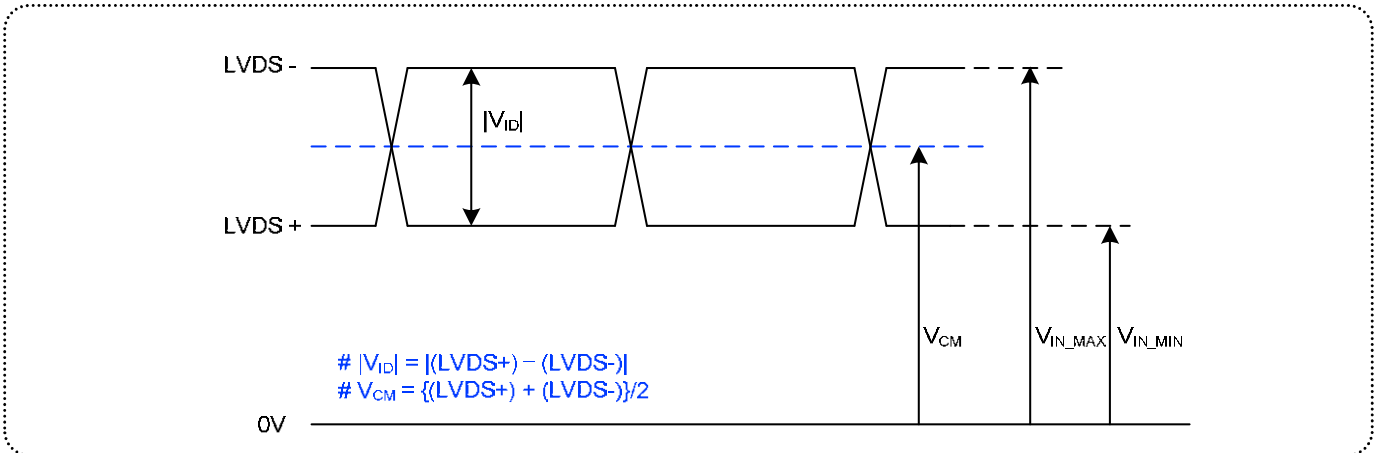 LVDS -
|VID|
LVDS +
VCM
VIN_MAX
VIN_MIN
# |VID| = |(LVDS+) – (LVDS-)|
# VCM = {(LVDS+) + (LVDS-)}/2
0V